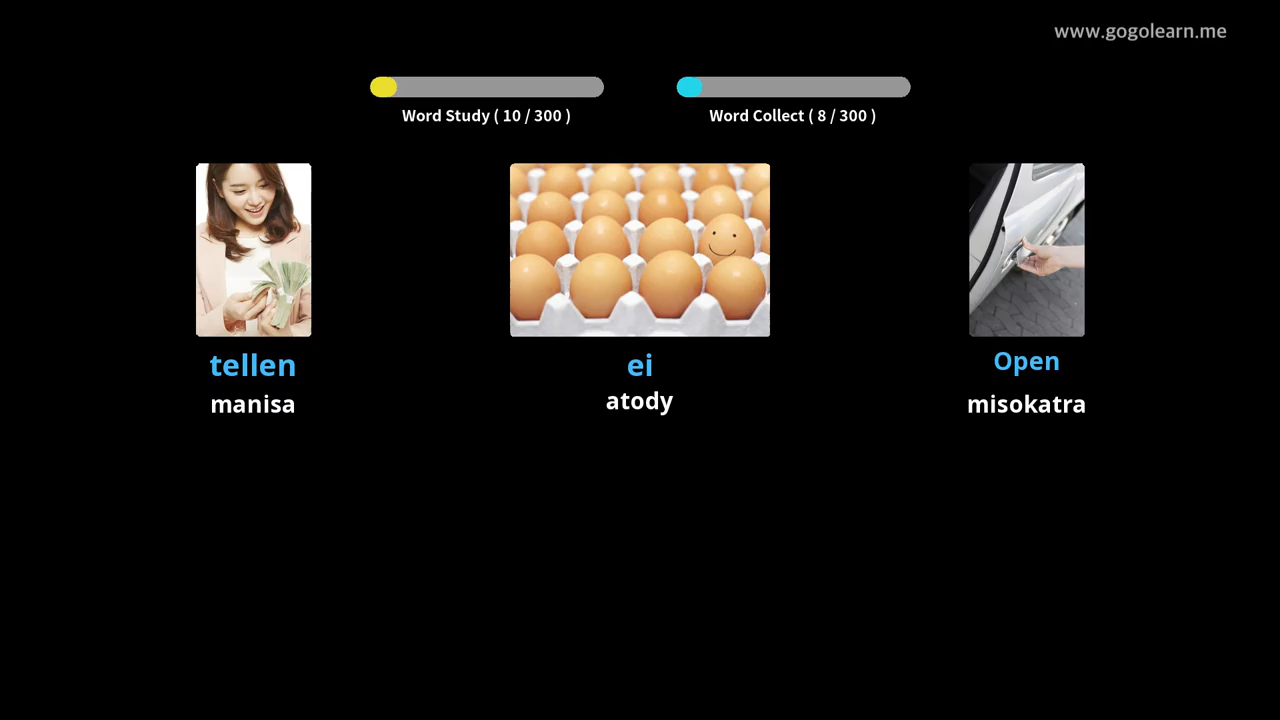 www.gogolearn.me
Word Study ( 10 / 300 )
Word Collect ( 8 / 300 )
tellen
ei
Open
manisa
atody
misokatra